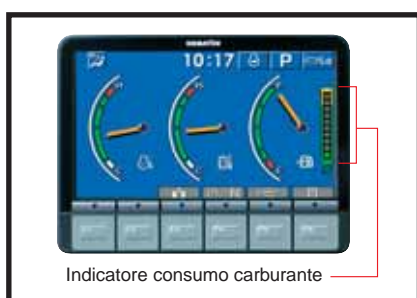 KOMATSU
10:17 P
H H H
C C E
Indicatore consumo carburante